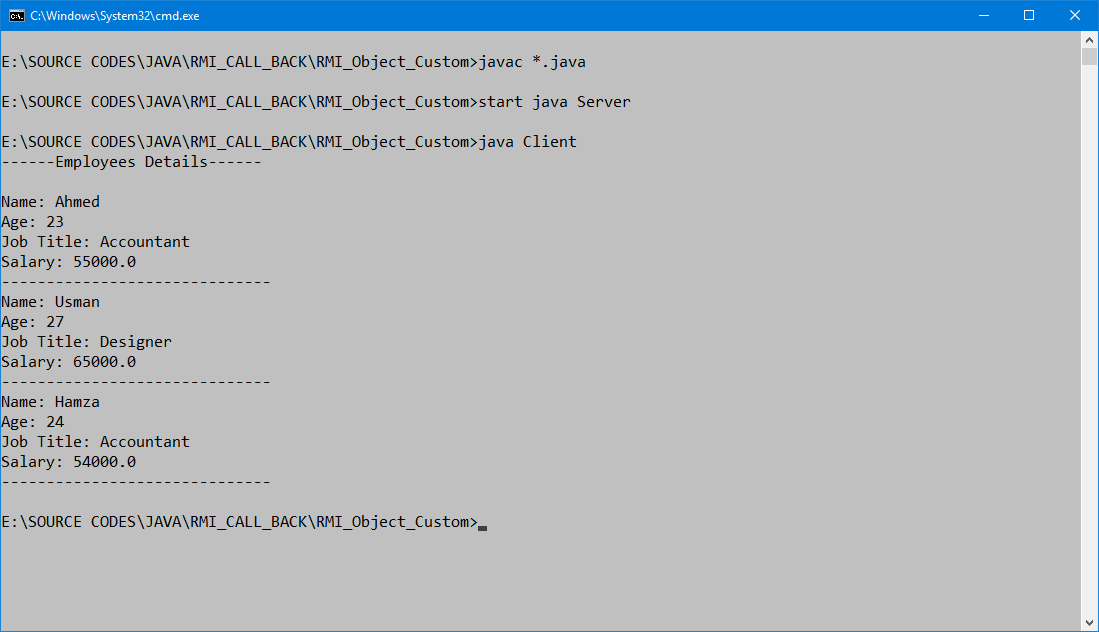 C:\Windows\System32\cmd.exe
E:\SOURCE CODES\JAVA\RMI_CALL_BACK\RMI_Object_Custom>javac *.java
E:\SOURCE CODES\JAVA\RMI_CALL_BACK\RMI_Object_Custom>start java Server
E:\SOURCE CODES\JAVA\RMI_CALL_BACK\RMI_Object_Custom>java Client
------Employees Details------
Name: Ahmed
Age: 23
Job Title: Accountant
Salary: 55000.0
------------------------------
Name: Usman
Age: 27
Job Title: Designer
Salary: 65000.0
------------------------------
Name: Hamza
Age: 24
Job Title: Accountant
Salary: 54000.0
------------------------------
E:\SOURCE CODES\JAVA\RMI_CALL_BACK\RMI_Object_Custom>